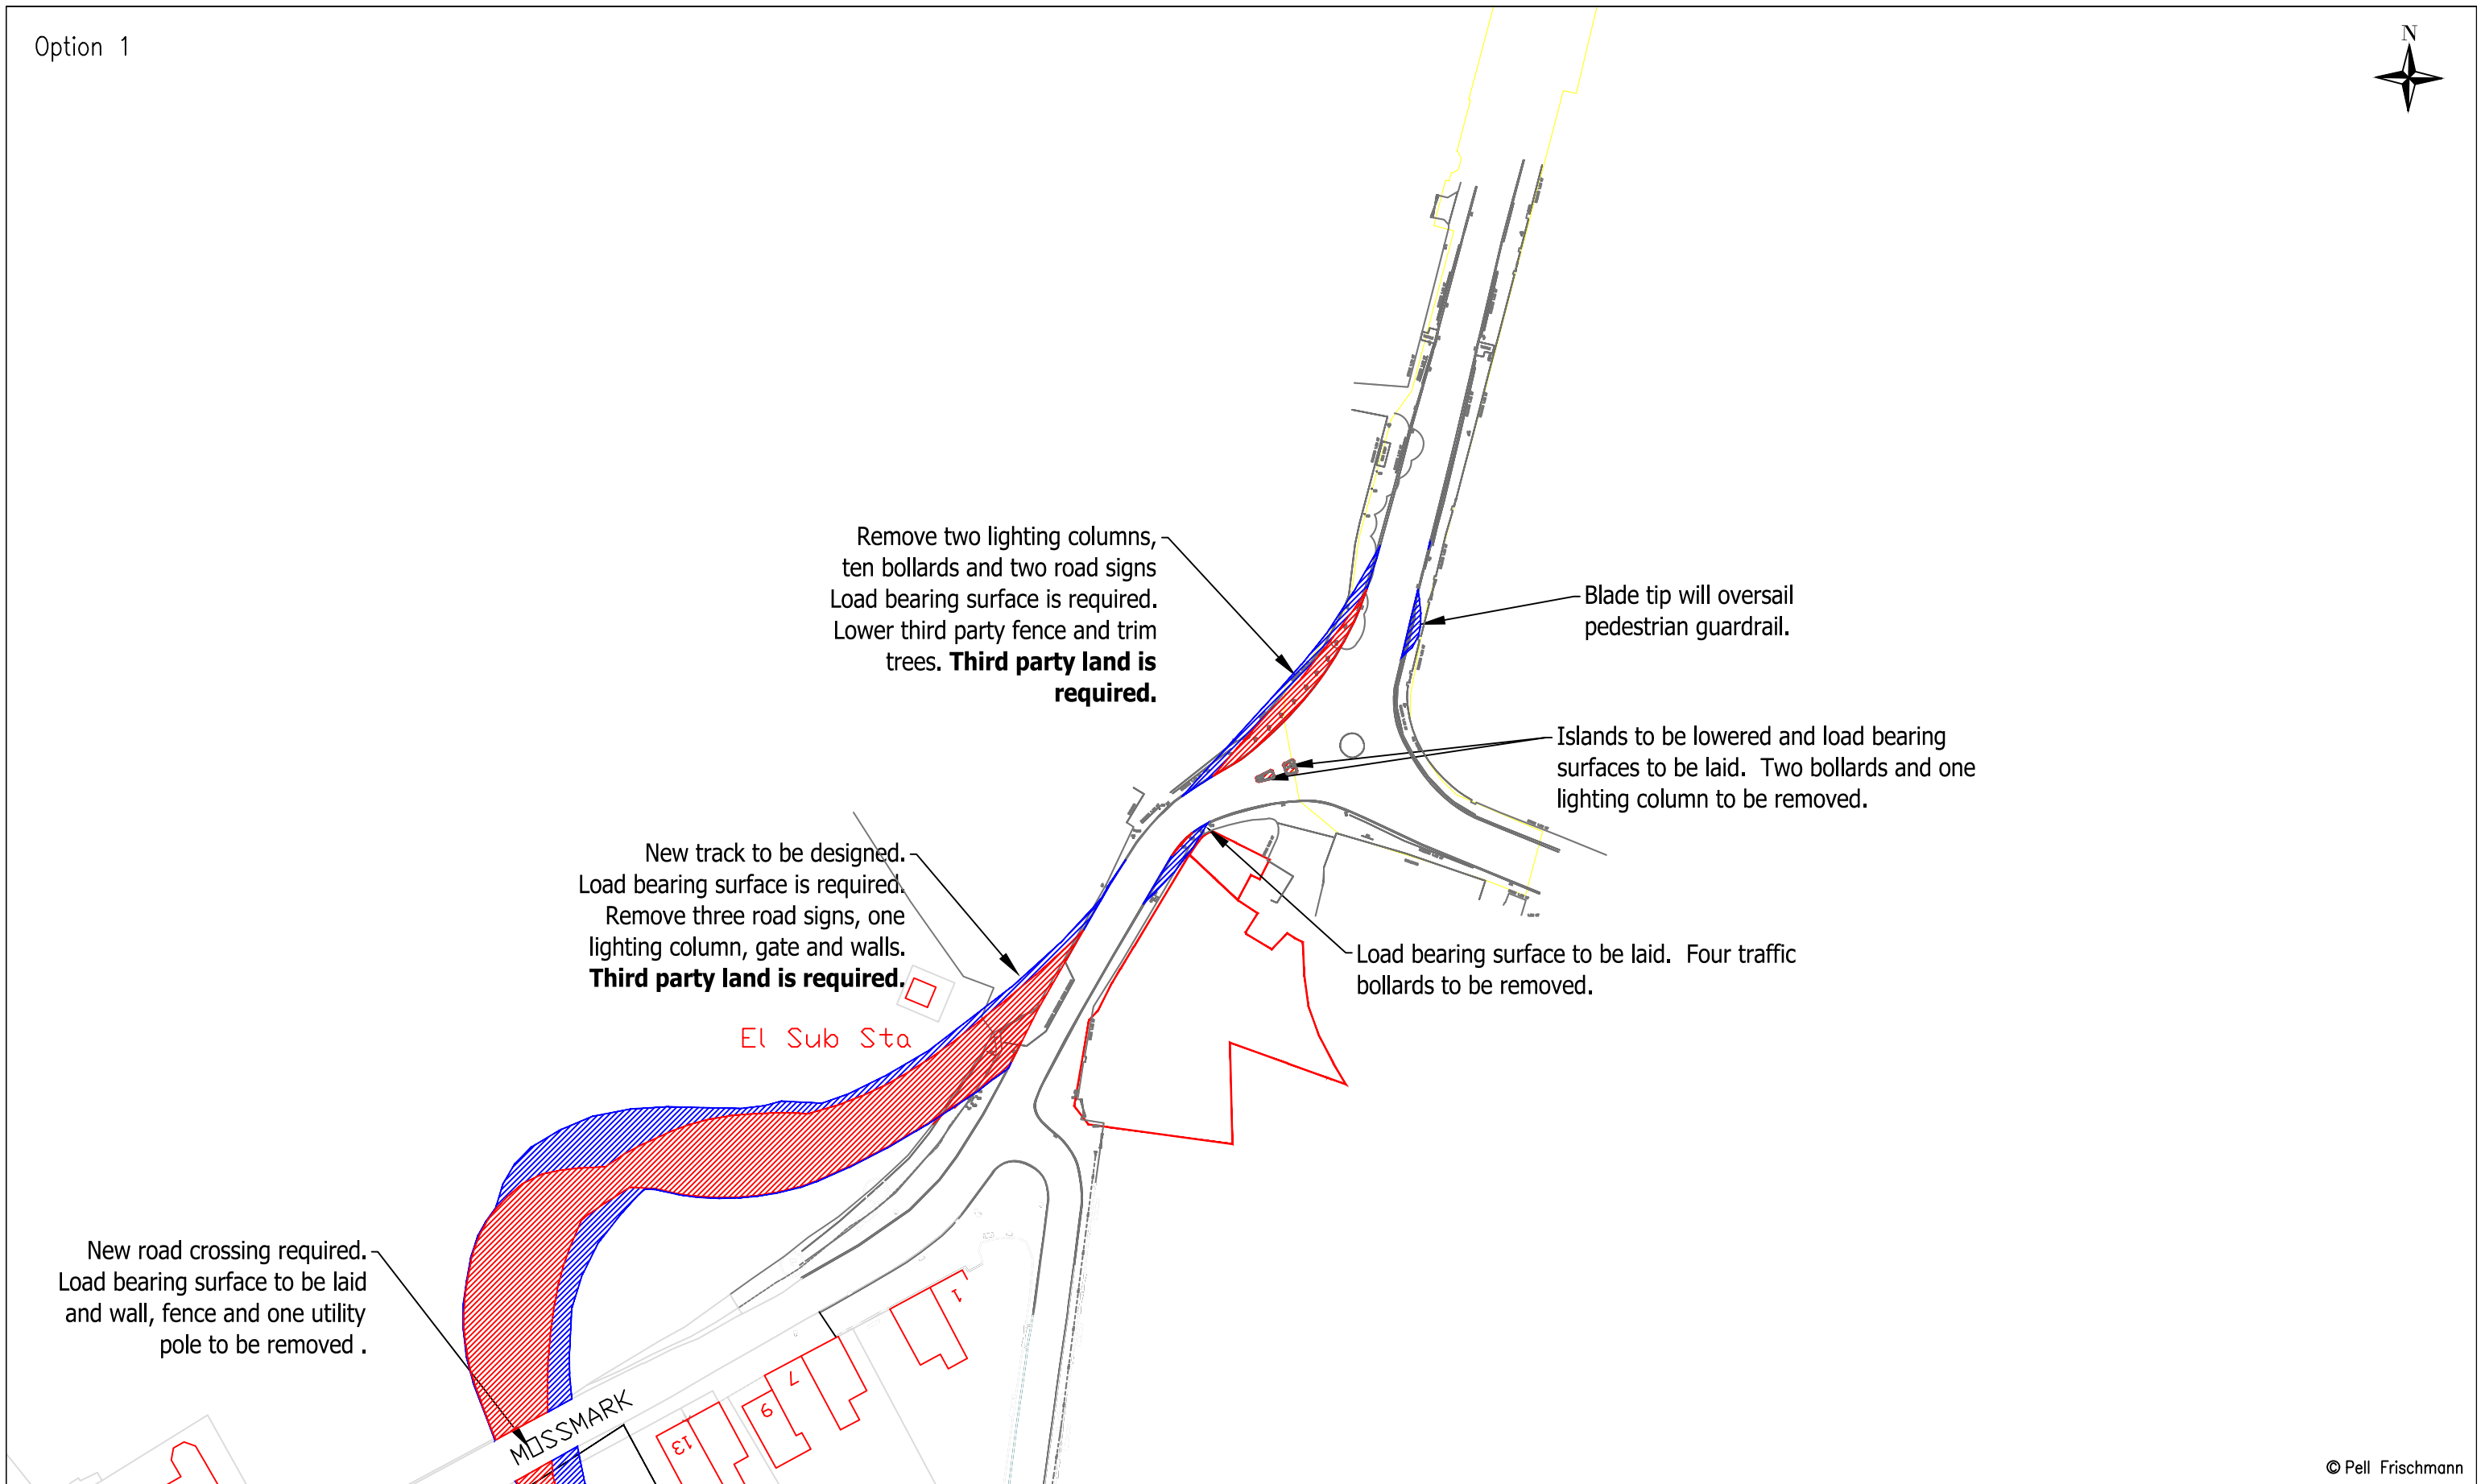 Option 1
N
Remove two lighting columns,
ten bollards and two road signs
Load bearing surface is required.
Lower third party fence and trim
trees. Third party land is
required.
Blade tip will oversail
pedestrian guardrail.
Islands to be lowered and load bearing
surfaces to be laid. Two bollards and one
lighting column to be removed.
New track to be designed.
Load bearing surface is required.
Remove three road signs, one
lighting column, gate and walls.
Third party land is required.
Load bearing surface to be laid. Four traffic
bollards to be removed.
El Sub Sta
New road crossing required.
Load bearing surface to be laid
and wall, fence and one utility
pole to be removed .
1
7
9
13
MOSSMARK
© Pell Frischmann